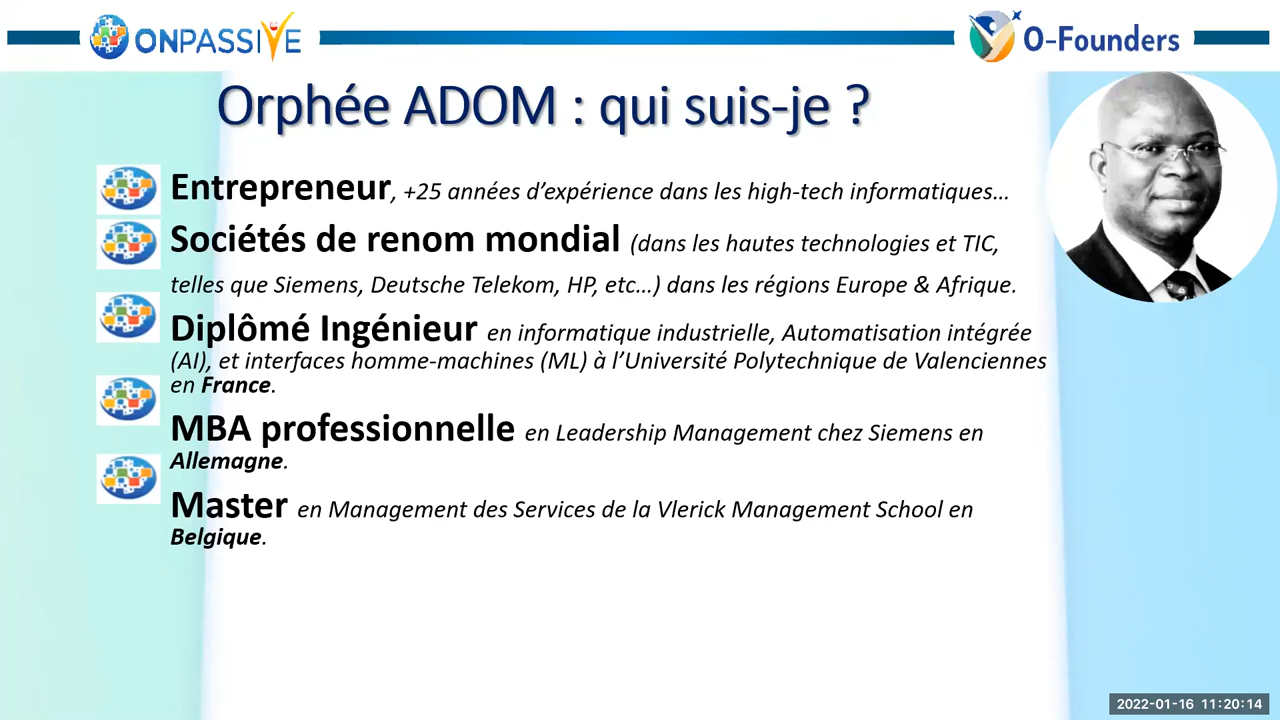 ONPASSIVE
O-Founders
Orphée ADOM : qui suis-je ?
Entrepreneur, +25 années d’expérience dans les high-tech informatiques…
Sociétés de renom mondial (dans les hautes technologies et TIC,
telles que Siemens, Deutsche Telekom, HP, etc…) dans les régions Europe & Afrique.
Diplômé Ingénieur en informatique industrielle, Automatisation intégrée
(AI), et interfaces homme-machines (ML) à l’Université Polytechnique de Valenciennes
en France.
MBA professionnelle en Leadership Management chez Siemens en
Allemagne.
Master en Management des Services de la Vlerick Management School en
Belgique.
2022-01-16 11:20:14